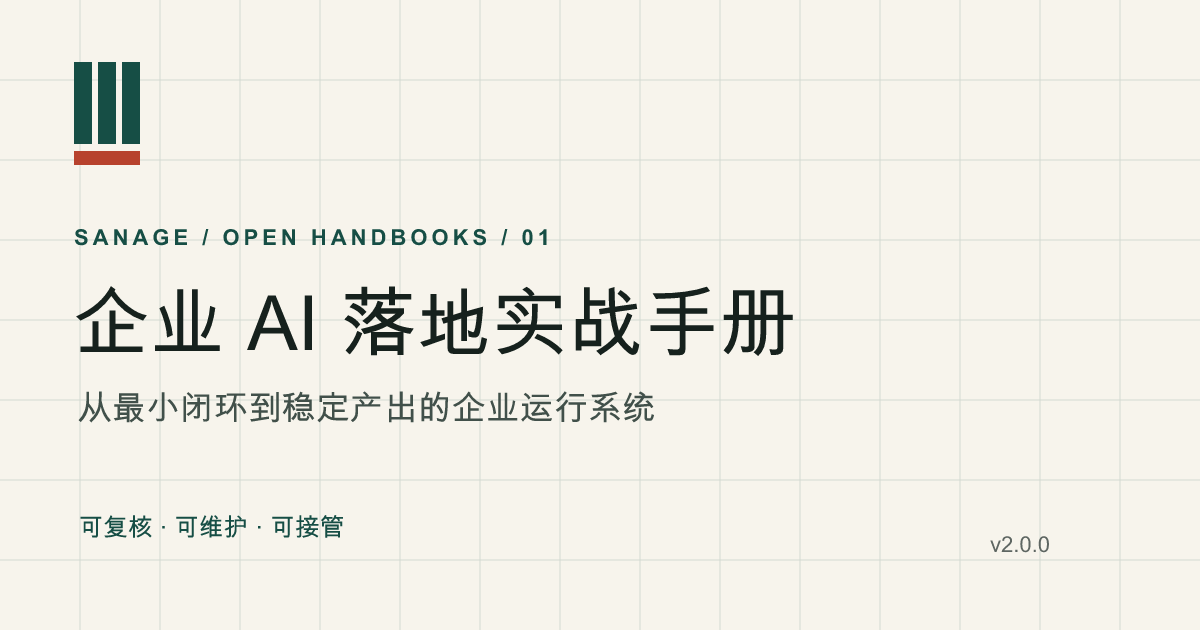 SANAGE / OPEN HANDBOOKS / 01
企业 AI 落地实战手册
从最小闭环到稳定产出的企业运行系统
可复核 · 可维护 · 可接管
v2.0.0